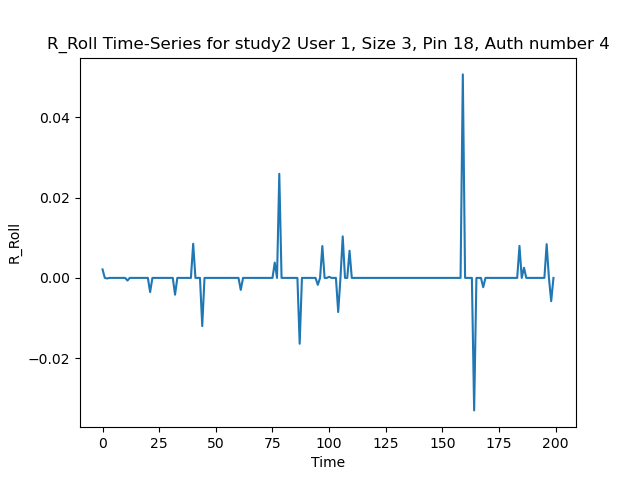 R_Roll Time-Series for study2 User 1, Size 3, Pin 18, Auth number 4
0.04
0.02
0.00
−0.02
R_Roll
0 25 50 75 100 125 150 175 200
Time